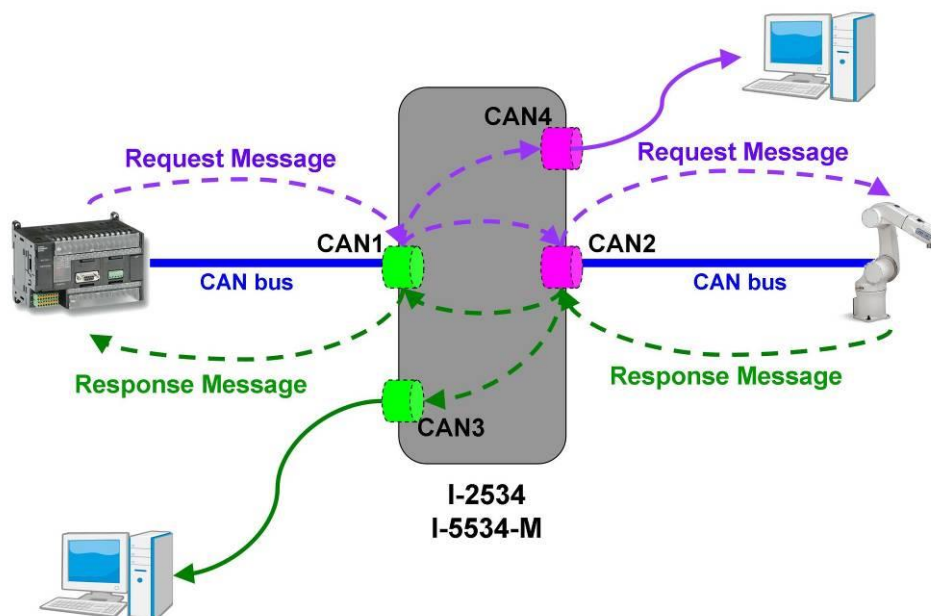 CAN4
Request Message
Request Message
CAN1
CAN2
CAN bus
CAN bus
Response Message
Response Message
CAN3
I-2534
I-5534-M